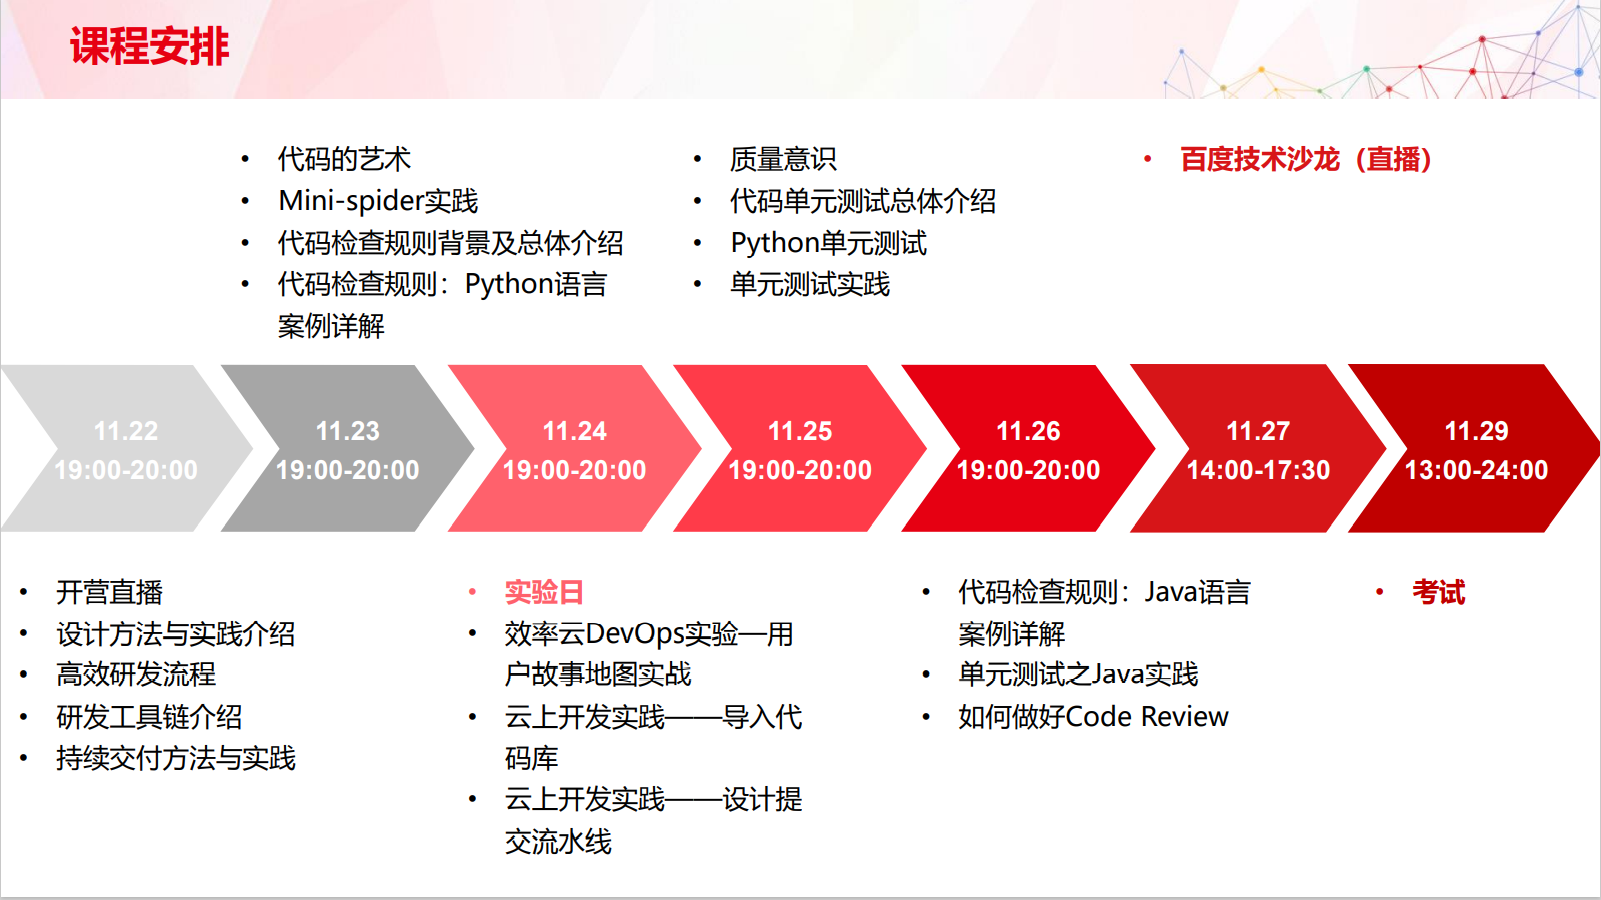 课程安排
• 代码的艺术
• Mini-spider实践
• 代码检查规则背景及总体介绍
• 代码检查规则：Python语言
案例详解
• 质量意识
• 代码单元测试总体介绍
• Python单元测试
• 单元测试实践
• 百度技术沙龙（直播）
11.22
19:00-20:00
11.23
19:00-20:00
11.24
19:00-20:00
11.25
19:00-20:00
11.26
19:00-20:00
11.27
14:00-17:30
11.29
13:00-24:00
• 开营直播
• 设计方法与实践介绍
• 高效研发流程
• 研发工具链介绍
• 持续交付方法与实践
• 实验日
• 效率云DevOps实验—用
户故事地图实战
• 云上开发实践——导入代
码库
• 云上开发实践——设计提
交流水线
• 代码检查规则：Java语言
案例详解
• 单元测试之Java实践
• 如何做好Code Review
• 考试